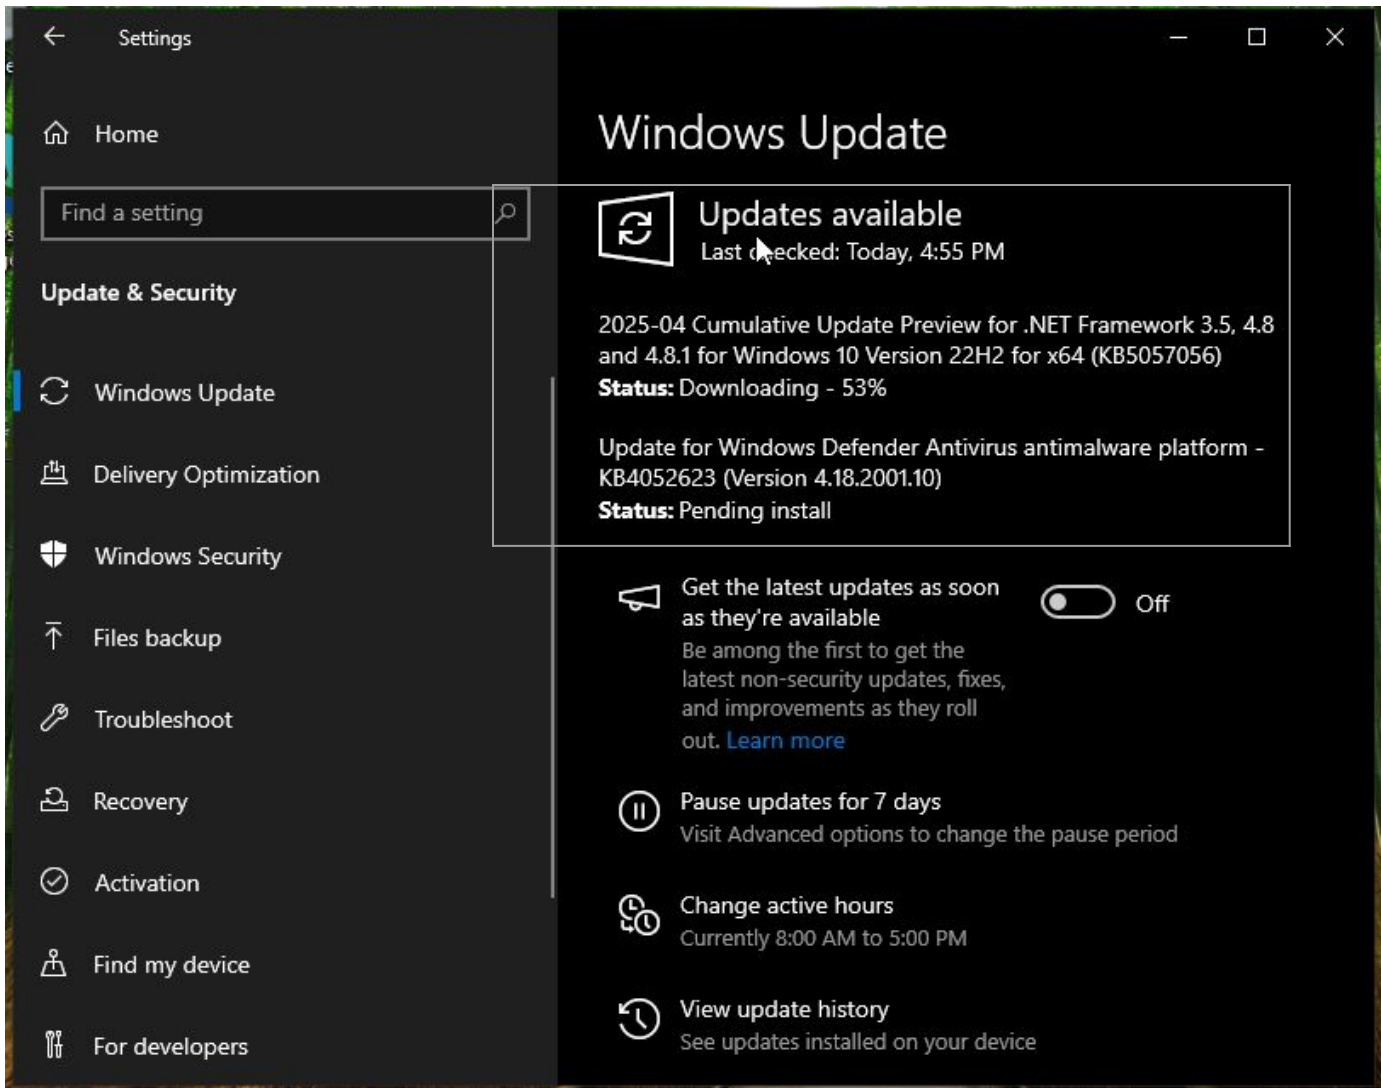 Settings
Home
Find a setting
Update & Security
Windows Update
Delivery Optimization
Windows Security
Files backup
Troubleshoot
Recovery
Activation
Find my device
For developers
Windows Update
Updates available
Last checked: Today, 4:55 PM
2025-04 Cumulative Update Preview for .NET Framework 3.5, 4.8
and 4.8.1 for Windows 10 Version 22H2 for x64 (KB5057056)
Status: Downloading - 53%
Update for Windows Defender Antivirus antimalware platform -
KB4052623 (Version 4.18.2001.10)
Status: Pending install
Get the latest updates as soon
as they're available
Off
Be among the first to get the
latest non-security updates, fixes,
and improvements as they roll
out. Learn more
Pause updates for 7 days
Visit Advanced options to change the pause period
Change active hours
Currently 8:00 AM to 5:00 PM
View update history
See updates installed on your device